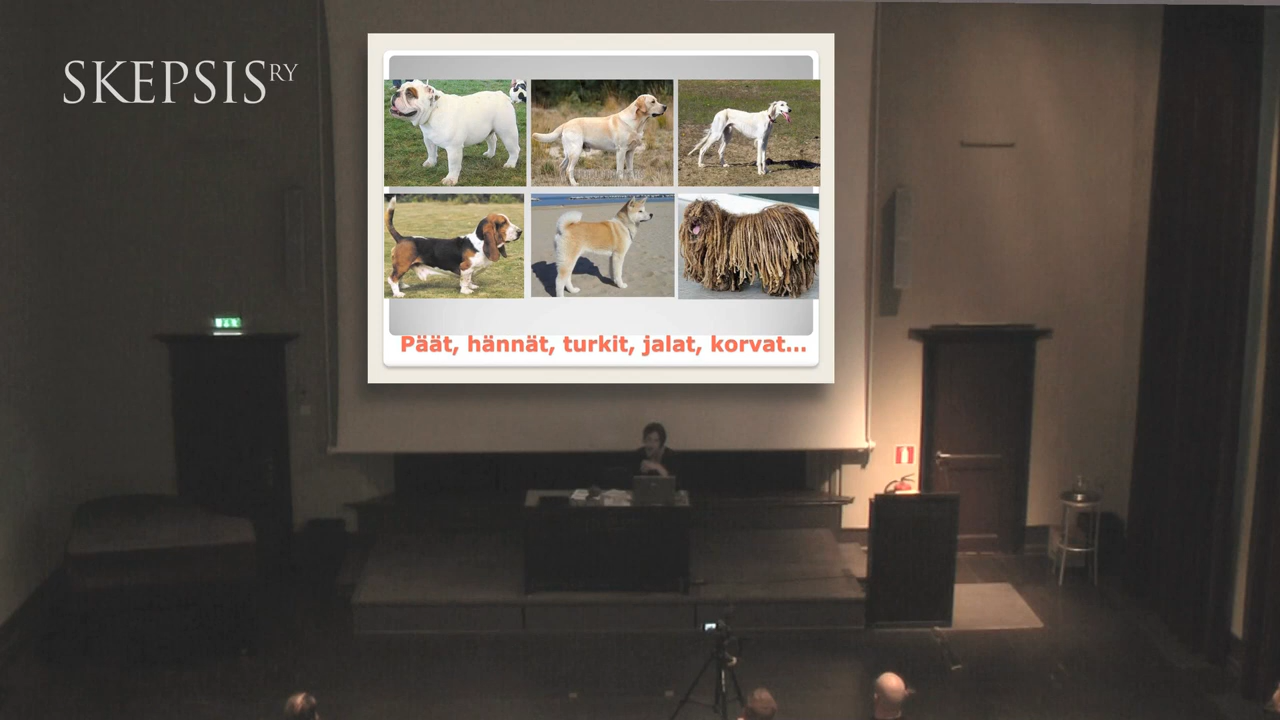 SKEPSIS RY
Päät, hännät, turkit, jalat, korvat...